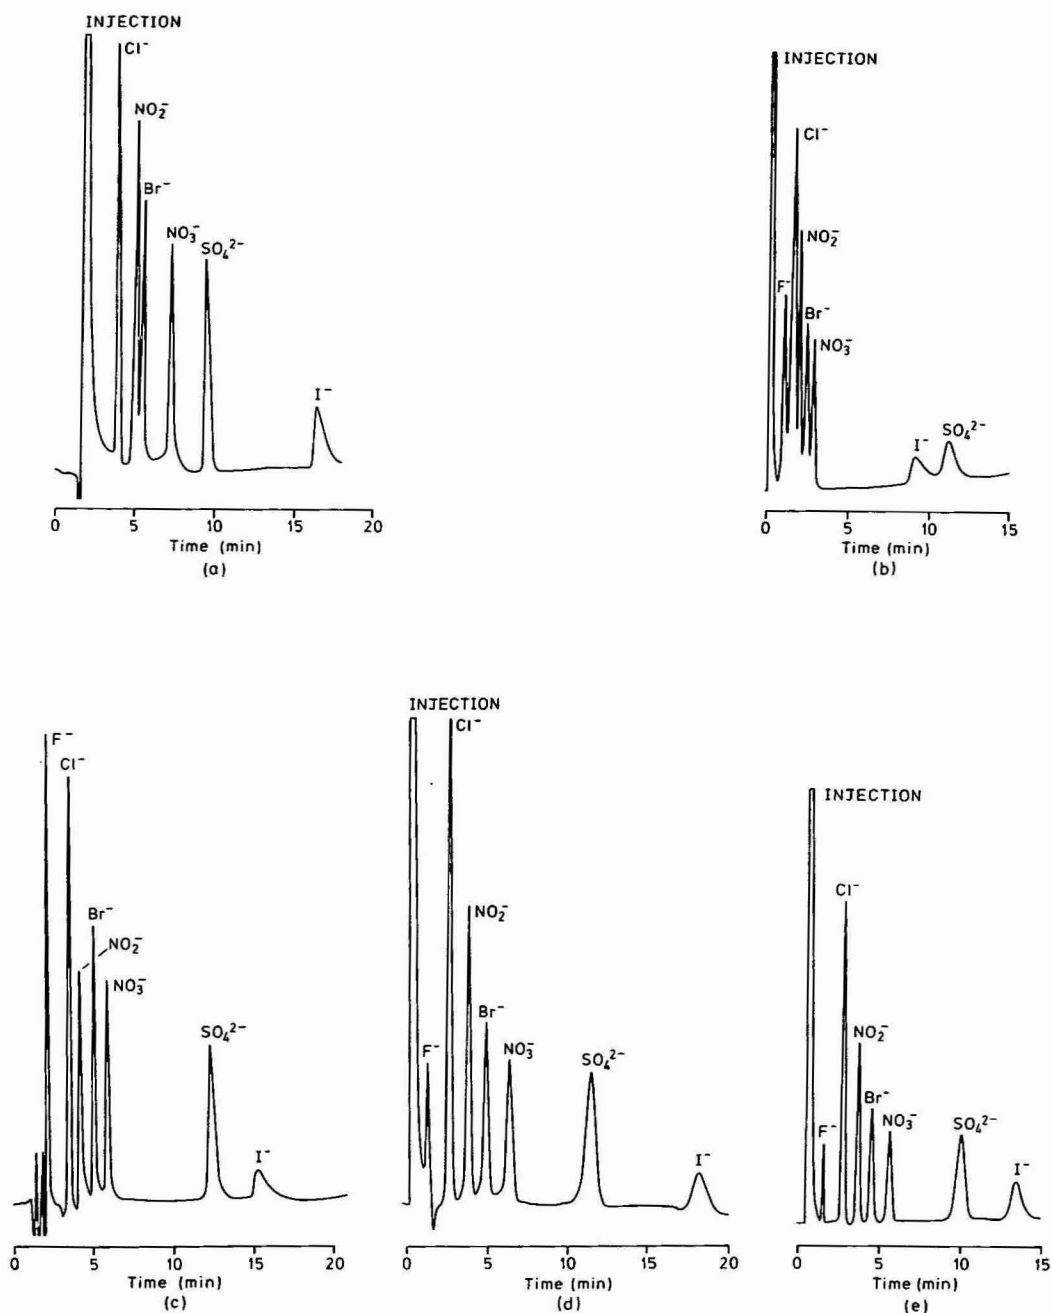 INJECTION
Cl⁻
NO₂⁻
Br⁻
NO₃⁻
SO₄²⁻
I⁻
0 5 10 15 20
Time (min)
(a)
INJECTION
Cl⁻
NO₂⁻
F⁻
Br⁻
NO₃⁻
I⁻
SO₄²⁻
0 5 10 15
Time (min)
(b)
F⁻
Cl⁻
Br⁻
NO₂⁻
NO₃⁻
SO₄²⁻
I⁻
0 5 10 15 20
Time (min)
(c)
INJECTION
Cl⁻
NO₂⁻
Br⁻
F⁻
NO₃⁻
SO₄²⁻
I⁻
0 5 10 15 20
Time (min)
(d)
INJECTION
Cl⁻
NO₂⁻
Br⁻
F⁻
NO₃⁻
SO₄²⁻
I⁻
0 5 10 15
Time (min)
(e)